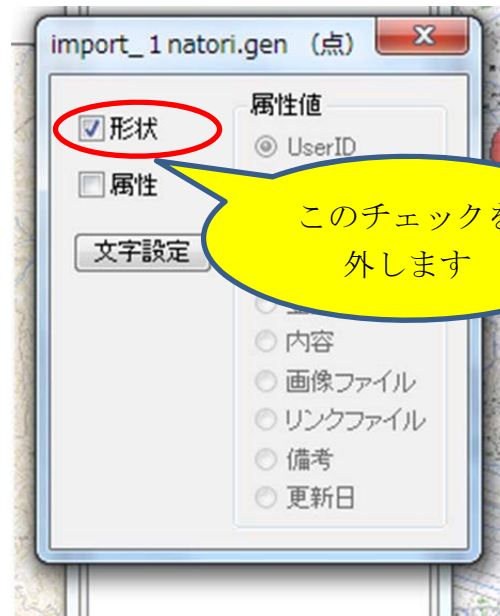 import_１natori.gen （点）
形状
属性
文字設定
属性値
UserID
このチェックを
外します
内容
画像ファイル
リンクファイル
備考
更新日